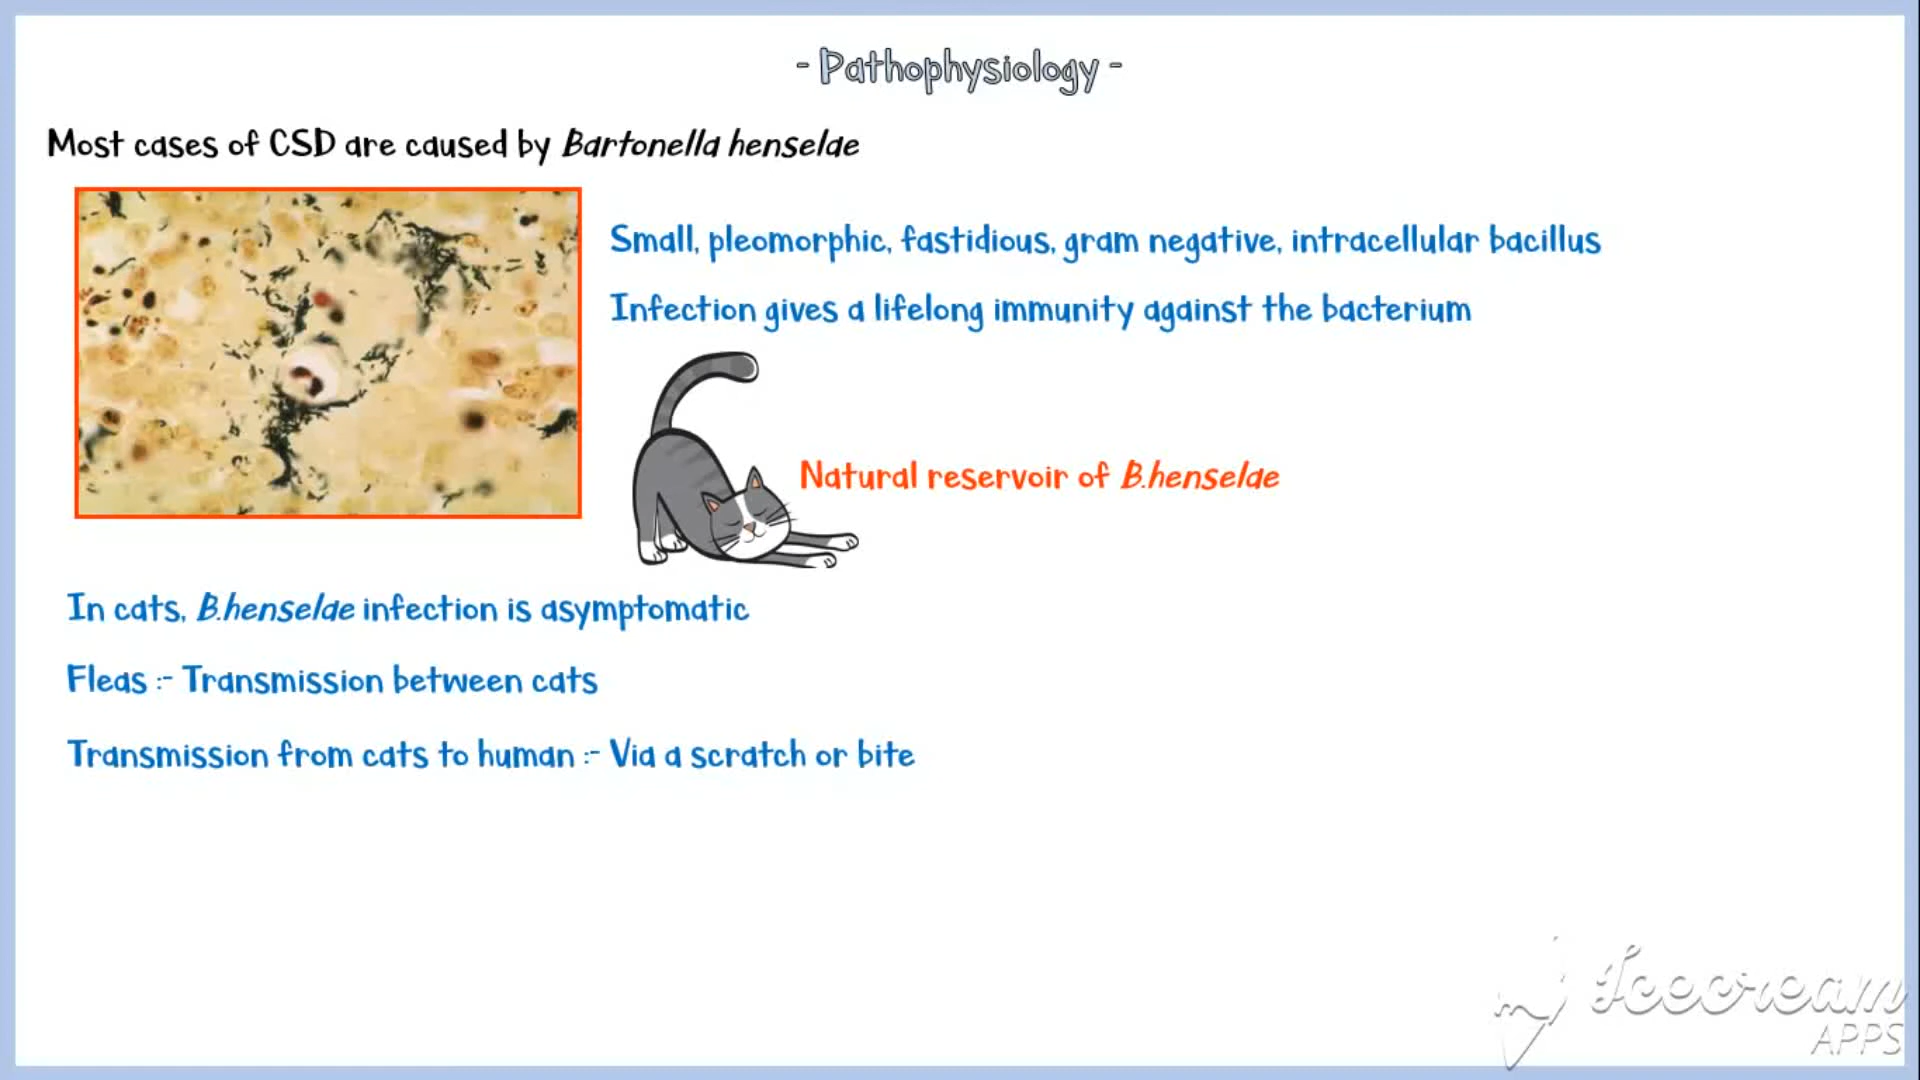 - Pathophysiology -
Most cases of CSD are caused by Bartonella henselae
Small, pleomorphic, fastidious, gram negative, intracellular bacillus
Infection gives a lifelong immunity against the bacterium
Natural reservoir of B.henselae
In cats, B.henselae infection is asymptomatic
Fleas :- Transmission between cats
Transmission from cats to human :- Via a scratch or bite
Icecream
APPS